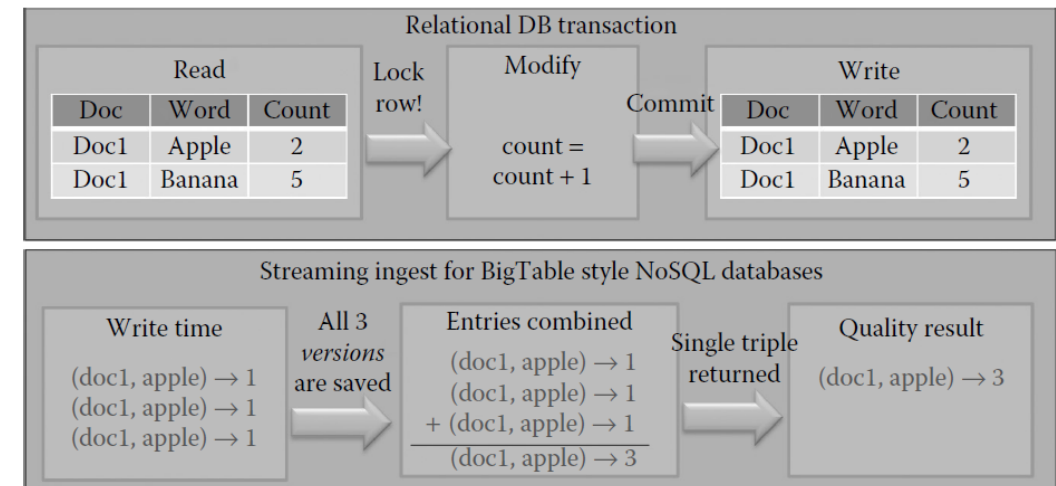 Relational DB transaction
Read
Doc Word Count
Doc1 Apple 2
Doc1 Banana 5
Lock
row!
Modify
count =
count + 1
Commit
Write
Doc Word Count
Doc1 Apple 2
Doc1 Banana 5
Streaming ingest for BigTable style NoSQL databases
Write time
(doc1, apple) → 1
(doc1, apple) → 1
(doc1, apple) → 1
All 3
versions
are saved
Entries combined
(doc1, apple) → 1
(doc1, apple) → 1
+ (doc1, apple) → 1
(doc1, apple) → 3
Single triple
returned
Quality result
(doc1, apple) → 3